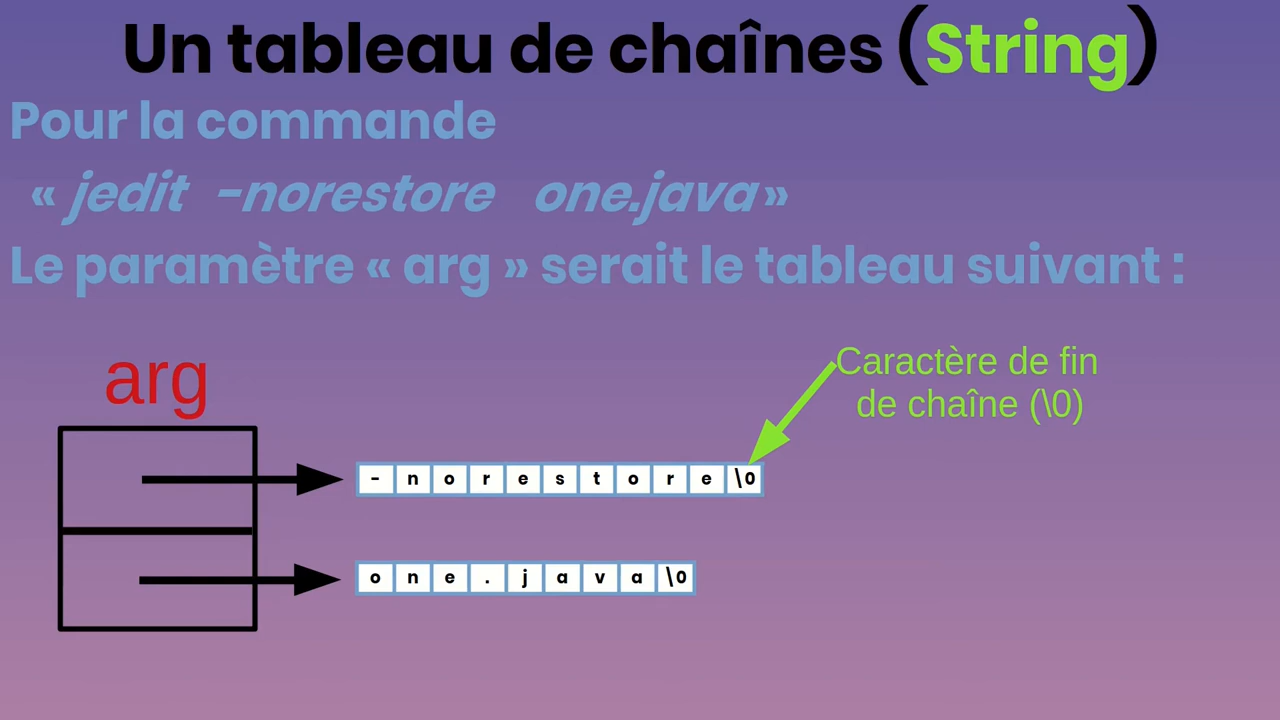 Un tableau de chaînes (String)
Pour la commande
« jedit -norestore one.java »
Le paramètre « arg » serait le tableau suivant :
arg
Caractère de fin
de chaîne (\0)
- n o r e s t o r e \0
o n e . j a v a \0